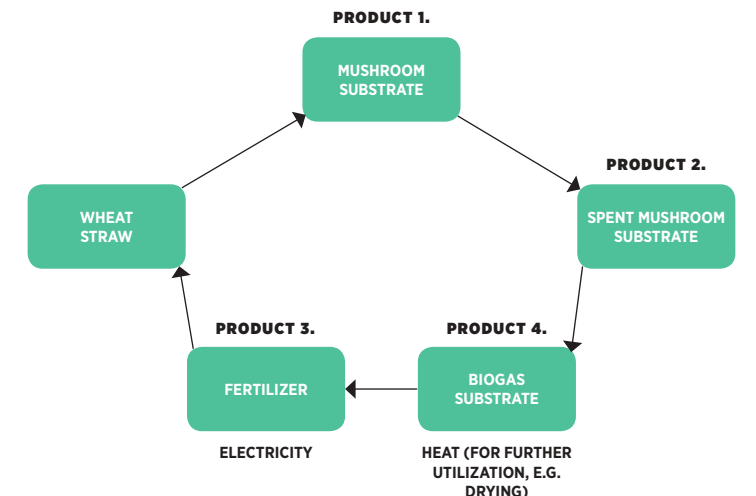 PRODUCT 1.
MUSHROOM
SUBSTRATE
PRODUCT 2.
WHEAT
STRAW
SPENT MUSHROOM
SUBSTRATE
PRODUCT 3.
PRODUCT 4.
FERTILIZER
BIOGAS
SUBSTRATE
ELECTRICITY
HEAT (FOR FURTHER
UTILIZATION, E.G.
DRYING)